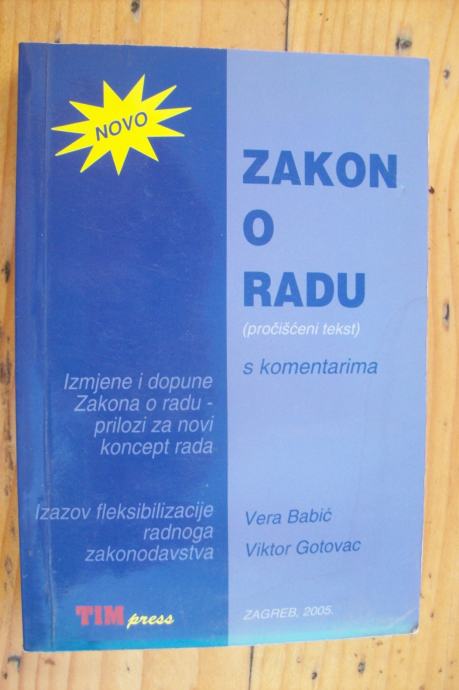 NOVO
ZAKON
O
RADU
(pročišćeni tekst)
s komentarima
Izmjene i dopune
Zakona o radu -
prilozi za novi
koncept rada
Izazov fleksibilizacije
radnoga
zakonodavstva
Vera Babić
Viktor Gotovac
TIM press
ZAGREB, 2005.